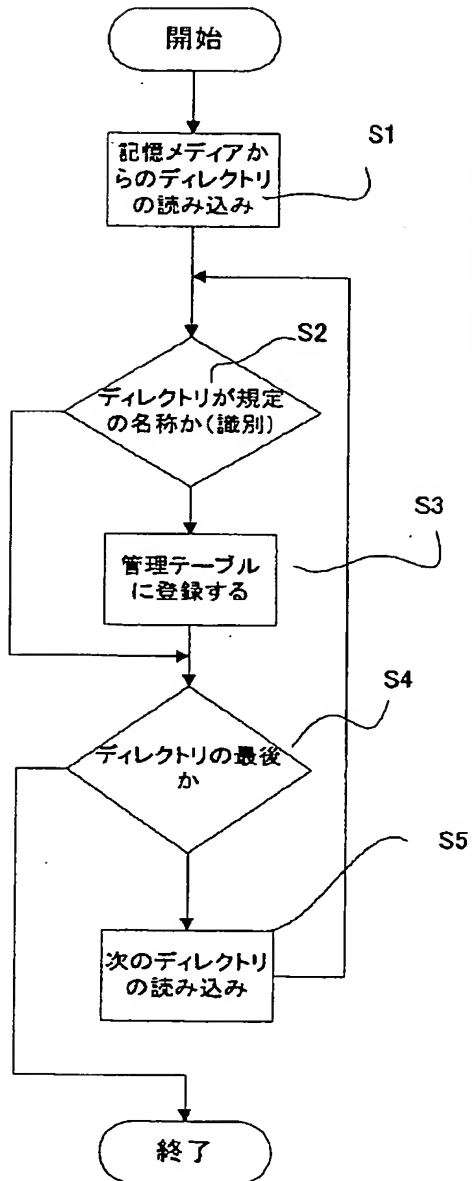 開始
記憶メディアか
らのディレクトリ
の読み込み
S1
S2
ディレクトリが規定
の名称か(識別)
S3
管理テーブル
に登録する
S4
ディレクトリの最後
か
S5
次のディレクトリ
の読み込み
終了